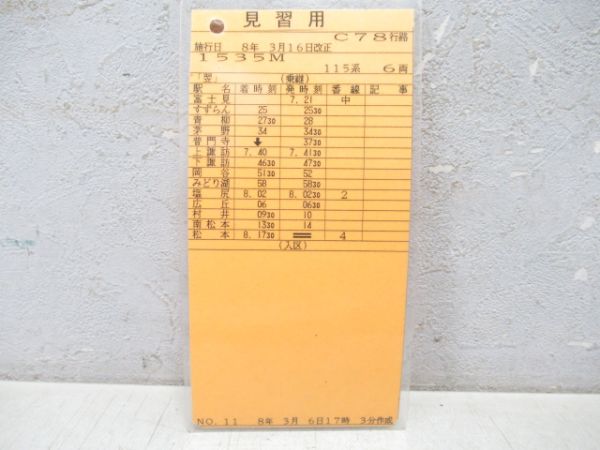 見習用
C78行路
施行日 8年 3月16日改正
1535M
115系 6両
「翌」 (乗継)
駅名 着時刻 発時刻 番線 記事
富士見 7.21 中
すずらん 25 2530
青柳 2730 28
茅野 34 3430
普門寺 ↓ 3730
上諏訪 7.40 7.4130
下諏訪 4630 4730
岡谷 5130 52
みどり湖 58 5830
塩尻 8.02 8.0230 2
広丘 06 0630
村井 0930 10
南松本 1330 14
松本 8.1730 ＝ 4
(入区)
NO.11 8年 3月 6日17時 3分作成